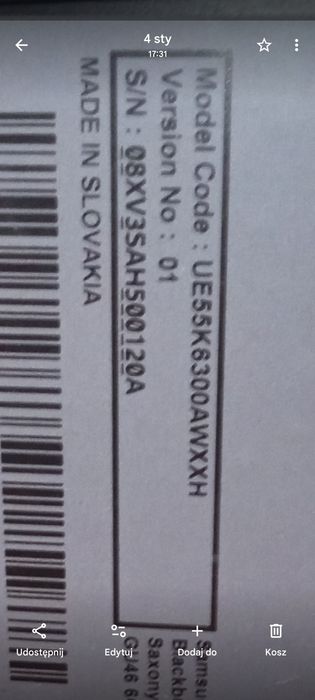 4 sty
17:31
Model Code : UE55K6300AWXXH
Version No : 01
S/N : 08XV3SAH500120A
MADE IN SLOVAKIA
Saxony
Udostępnij
Edytuj
Dodaj do
Kosz